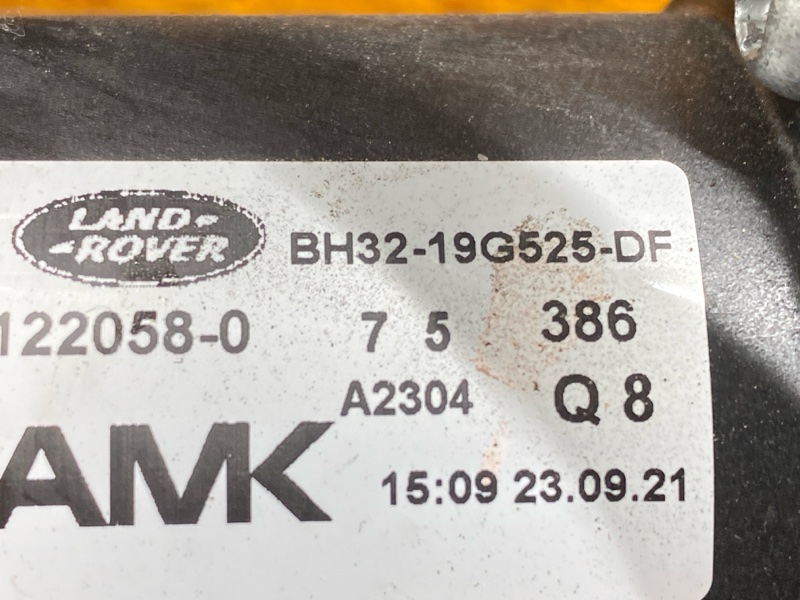 LAND
ROVER
BH32-19G525-DF
122058-0 7 5 386
A2304 Q 8
AMK
15:09 23.09.21